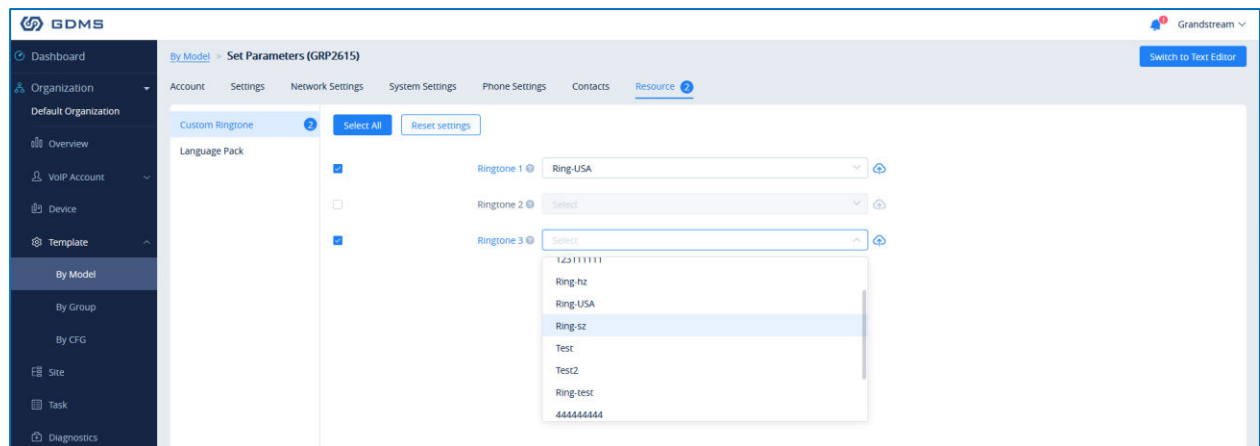 GDMS
1
Grandstream
Dashboard
Organization
Default Organization
Overview
VoIP Account
Device
Template
By Model
By Group
By CFG
Site
Task
Diagnostics
By Model > Set Parameters (GRP2615)
Switch to Text Editor
Account Settings Network Settings System Settings Phone Settings Contacts Resource 2
Custom Ringtone 2
Language Pack
Select All Reset settings
Ringtone 1 Ring-USA
Ringtone 2 Select
Ringtone 3 Select
123111111
Ring-hz
Ring-USA
Ring-sz
Test
Test2
Ring-test
444444444